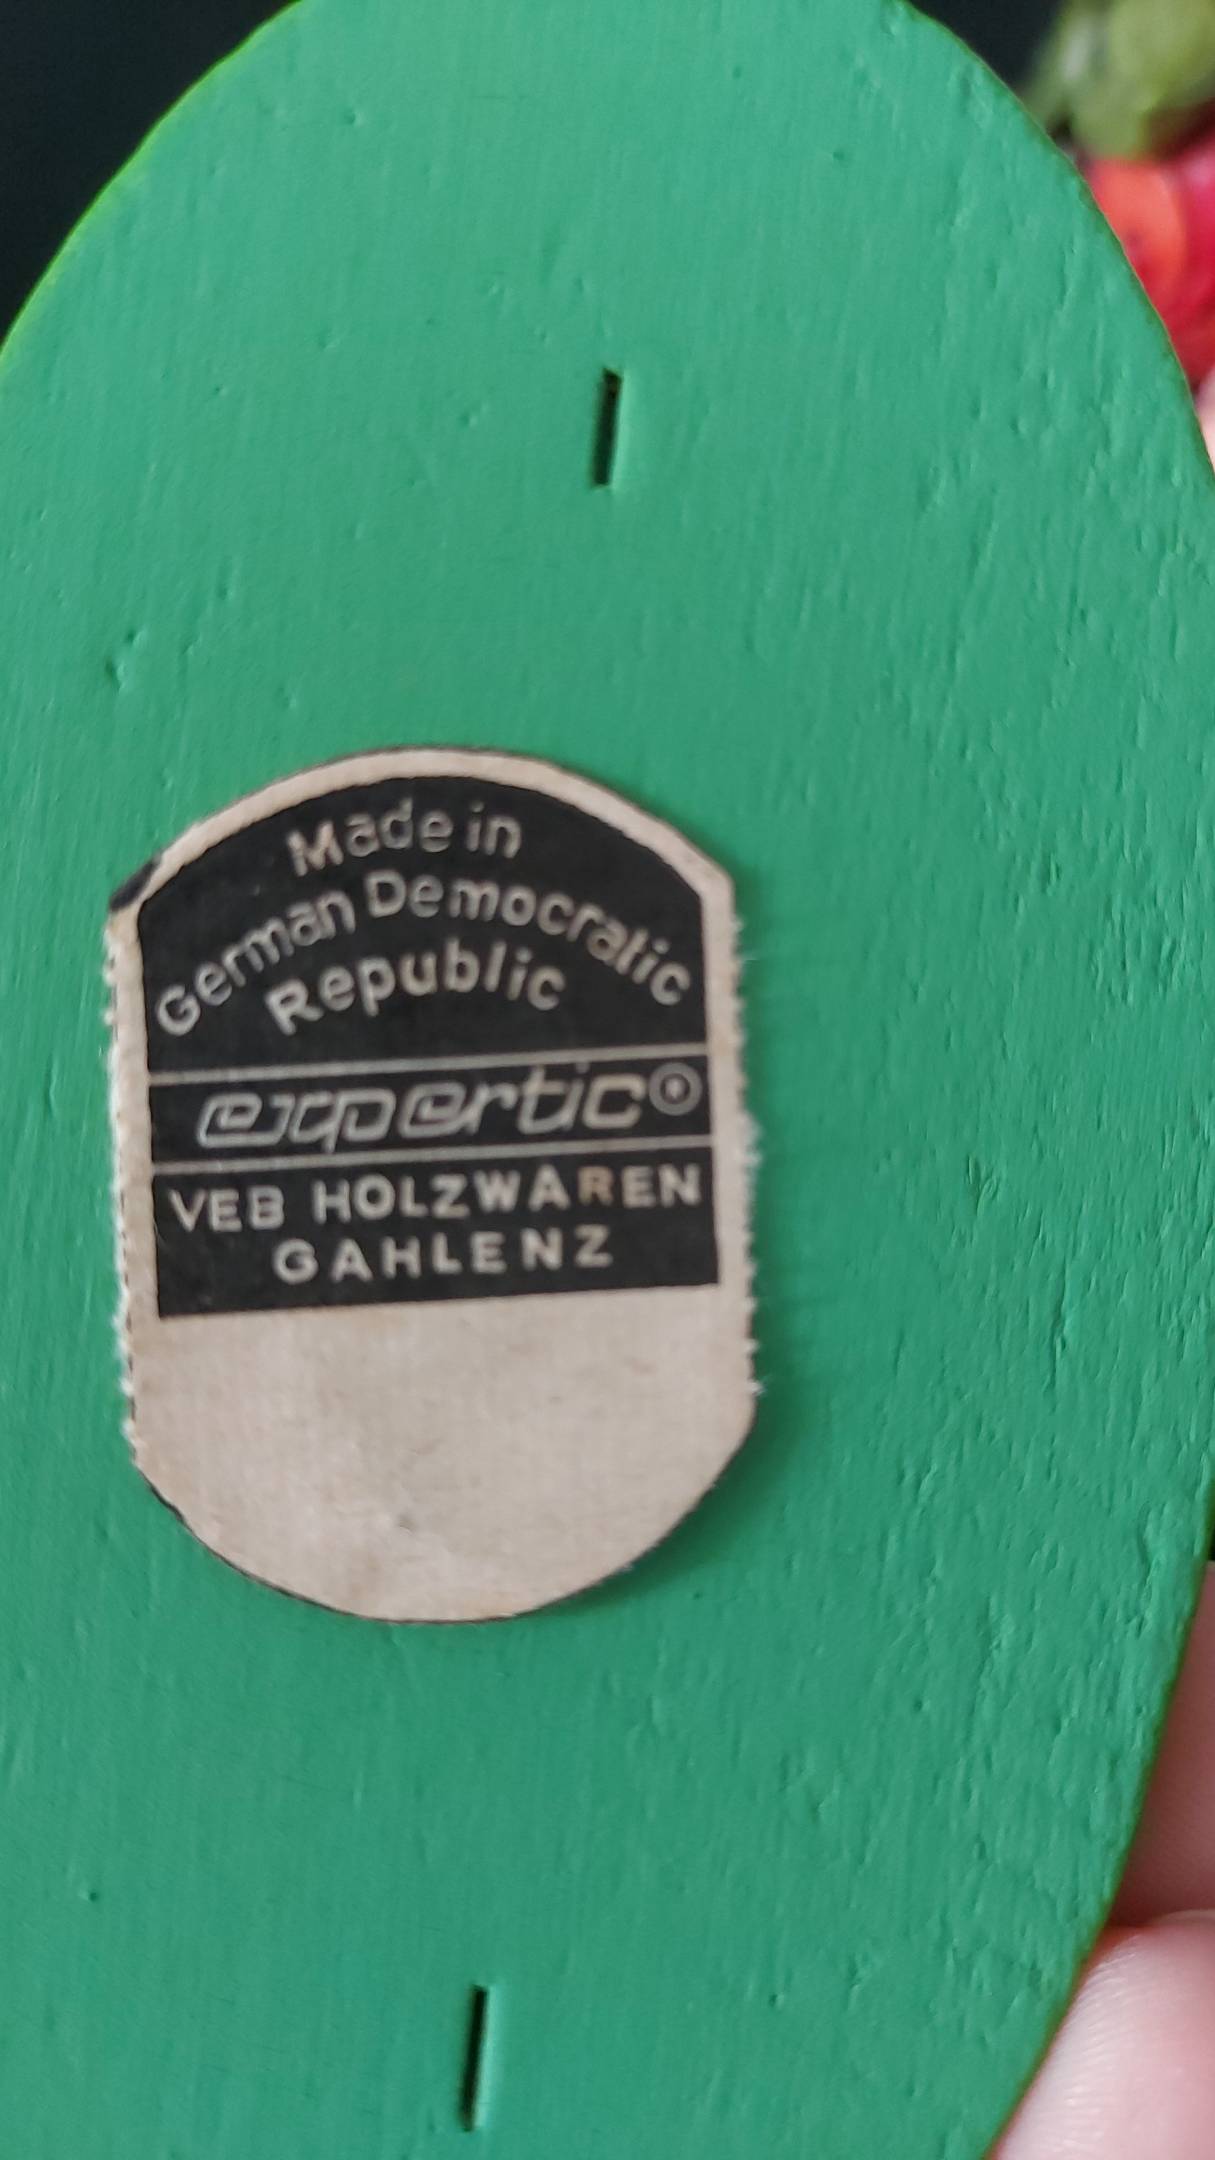 Made in
German Democratic
Republic
expertic®
VEB HOLZWAREN
GAHLENZ